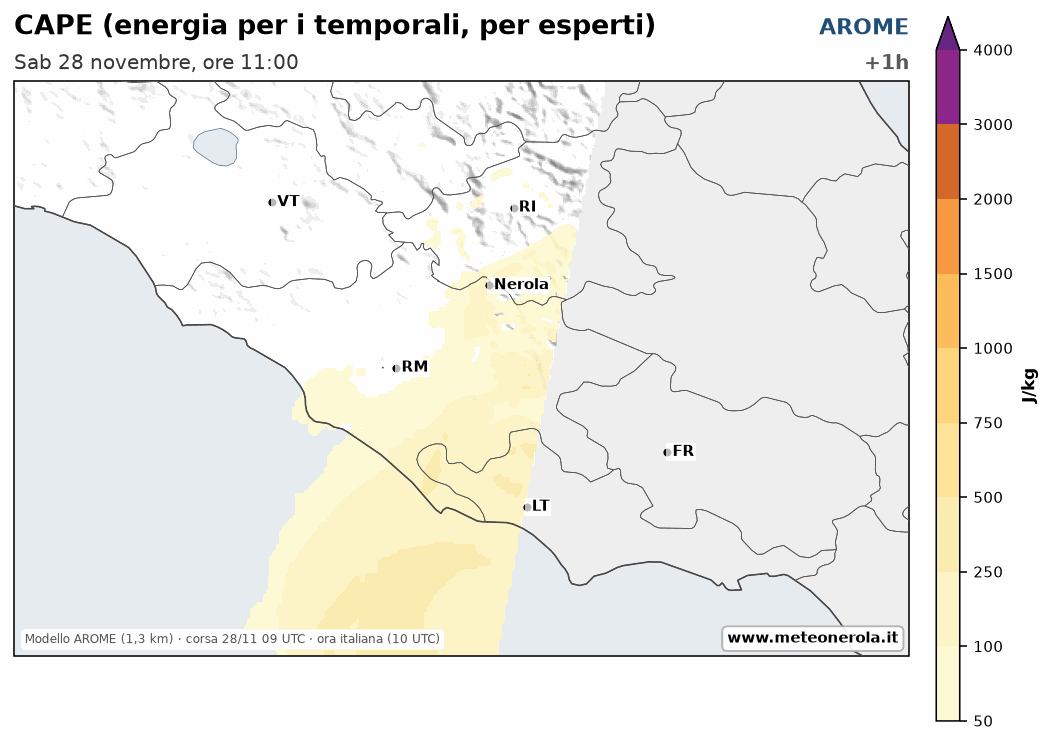 CAPE (energia per i temporali, per esperti)
AROME
Sab 28 novembre, ore 11:00
+1h
4000
3000
2000
1500
1000
750
500
250
100
50
J/kg
VT
RI
Nerola
RM
FR
LT
Modello AROME (1,3 km) · corsa 28/11 09 UTC · ora italiana (10 UTC)
www.meteonerola.it